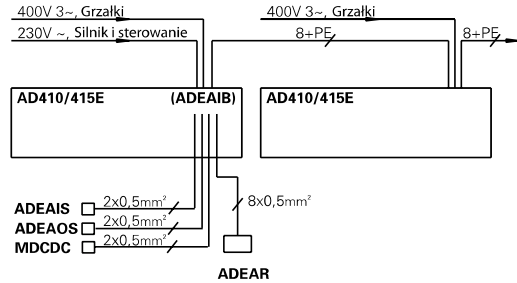 400V 3~, Grzałki
400V 3~, Grzałki
230V ~, Silnik i sterowanie
8+PE
8+PE
AD410/415E (ADEAIB)
AD410/415E
ADEAIS 2x0,5mm²
8x0,5mm²
ADEAOS 2x0,5mm²
MDCDC 2x0,5mm²
ADEAR